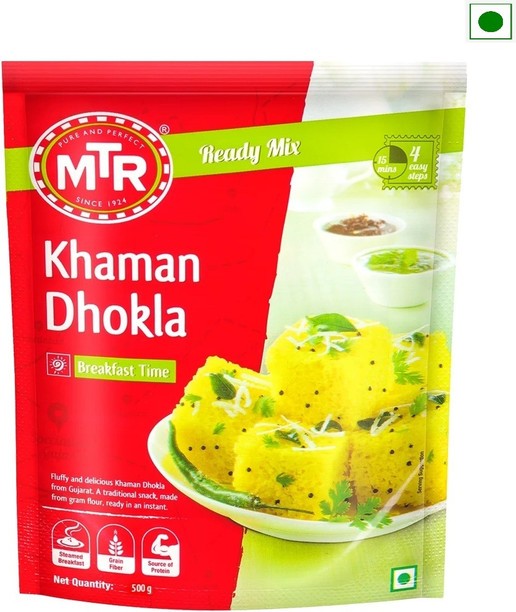 PURE AND PERFECT
MTR
®
SINCE 1924
Ready Mix
15 mins
4 easy steps
Khaman
Dhokla
Breakfast Time
Fluffy and delicious Khaman Dhokla
from Gujarat. A traditional snack, made
from gram flour, ready in an instant.
Steamed
Breakfast
Grain
Fiber
Source of
Protein
Net Quantity: 500 g